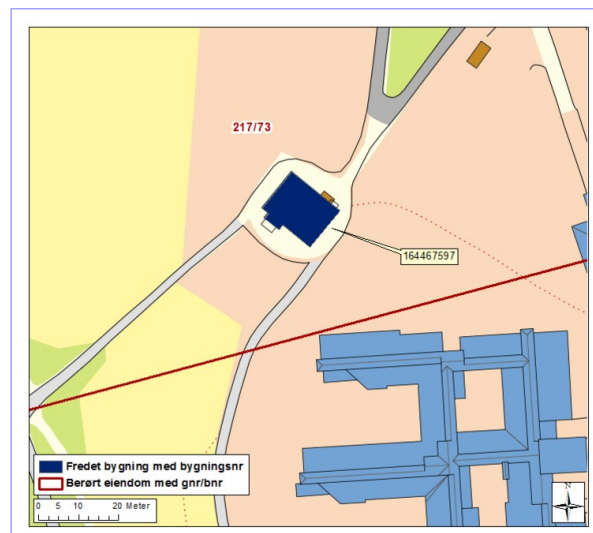 217/73
164467597
Fredet bygning med bygningsnr
Berørt eiendom med gnr/bnr
0 5 10 20 Meter
N